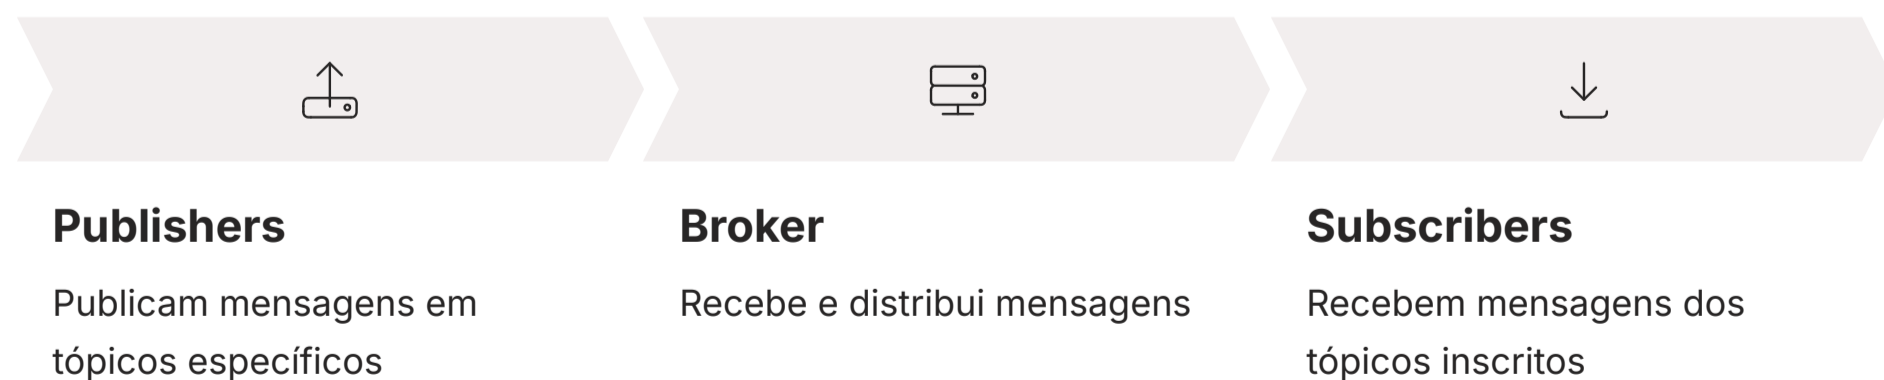 Publishers
Publicam mensagens em
tópicos específicos
Broker
Recebe e distribui mensagens
Subscribers
Recebem mensagens dos
tópicos inscritos